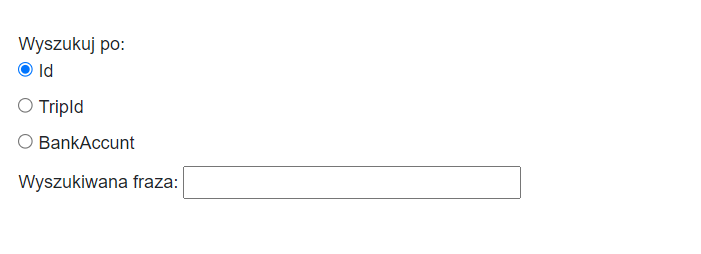 Wyszukuj po:
Id
TripId
BankAccunt
Wyszukiwana fraza: